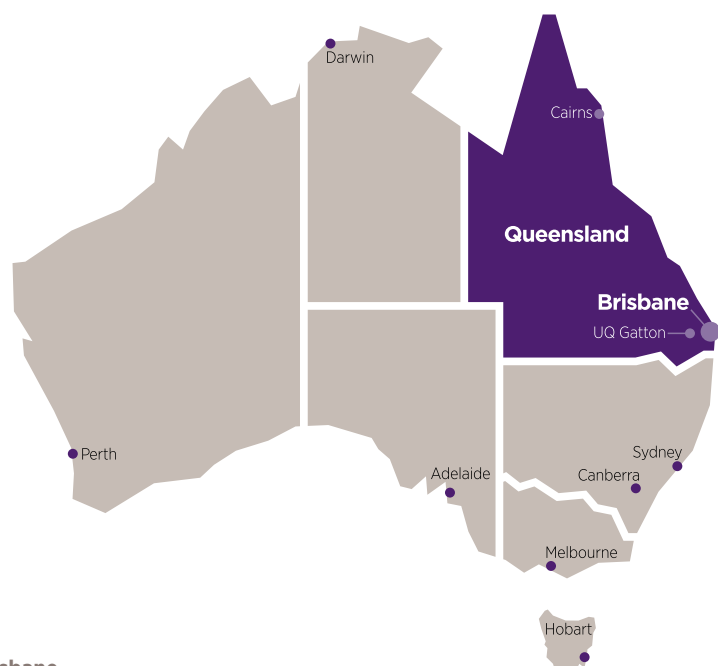 Darwin
Cairns
Queensland
Brisbane
UQ Gatton
Perth
Sydney
Adelaide
Canberra
Melbourne
Hobart